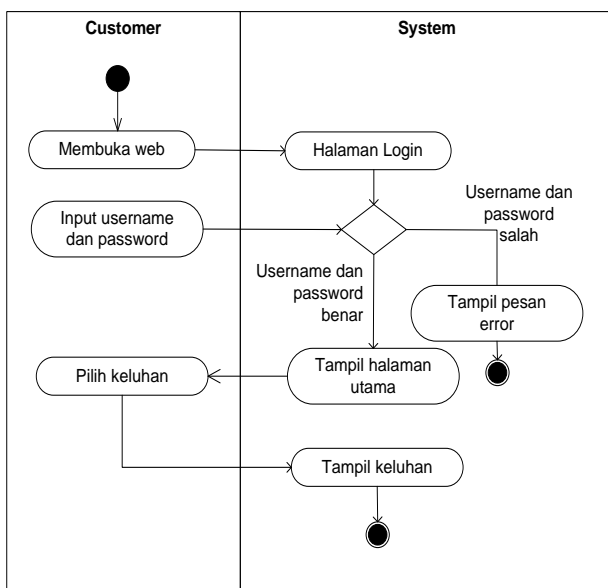 Customer
System
Membuka web
Halaman Login
Username dan
password
salah
Input username
dan password
Username dan
password
benar
Tampil pesan
error
Pilih keluhan
Tampil halaman
utama
Tampil keluhan